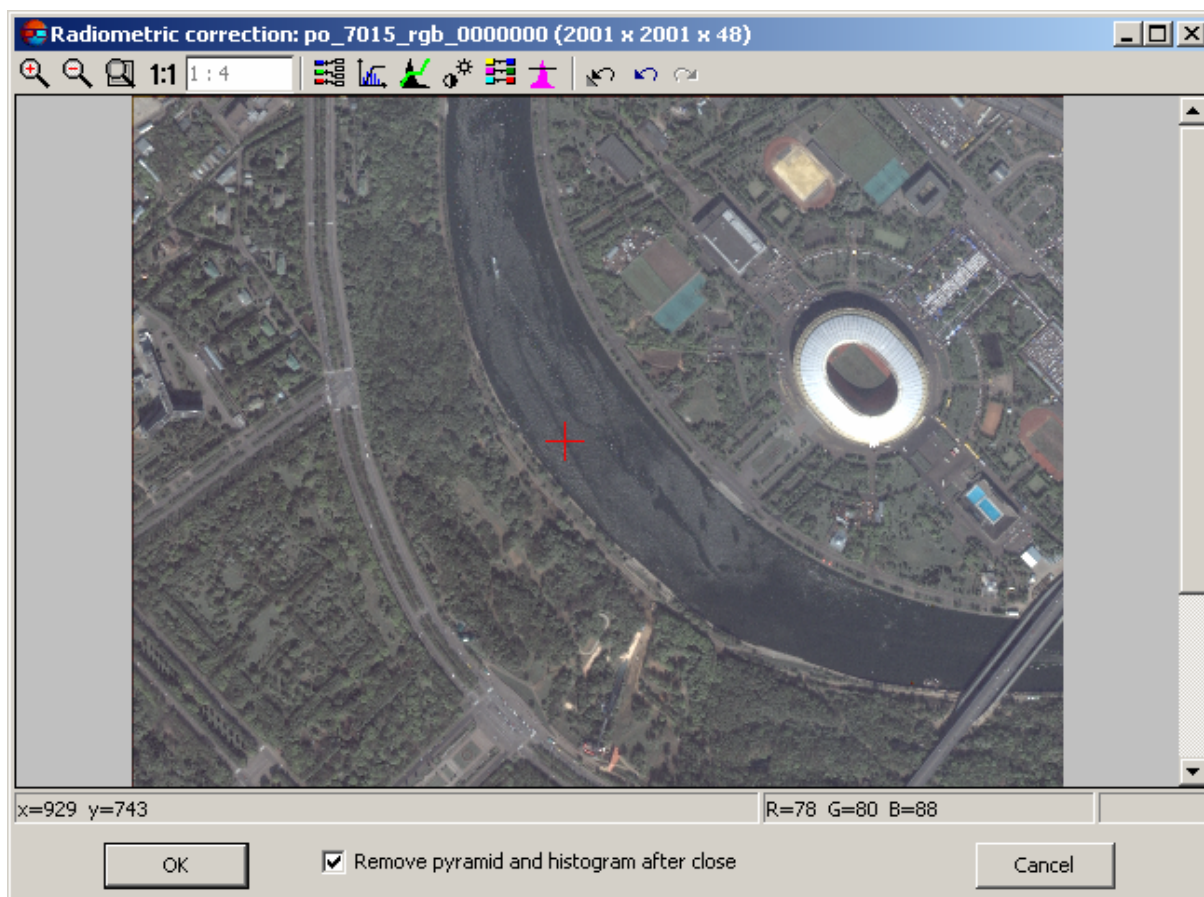 Radiometric correction: po_7015_rgb_0000000 (2001 x 2001 x 48)
1:1 1 : 4
x=929 y=743 R=78 G=80 B=88
OK Remove pyramid and histogram after close Cancel